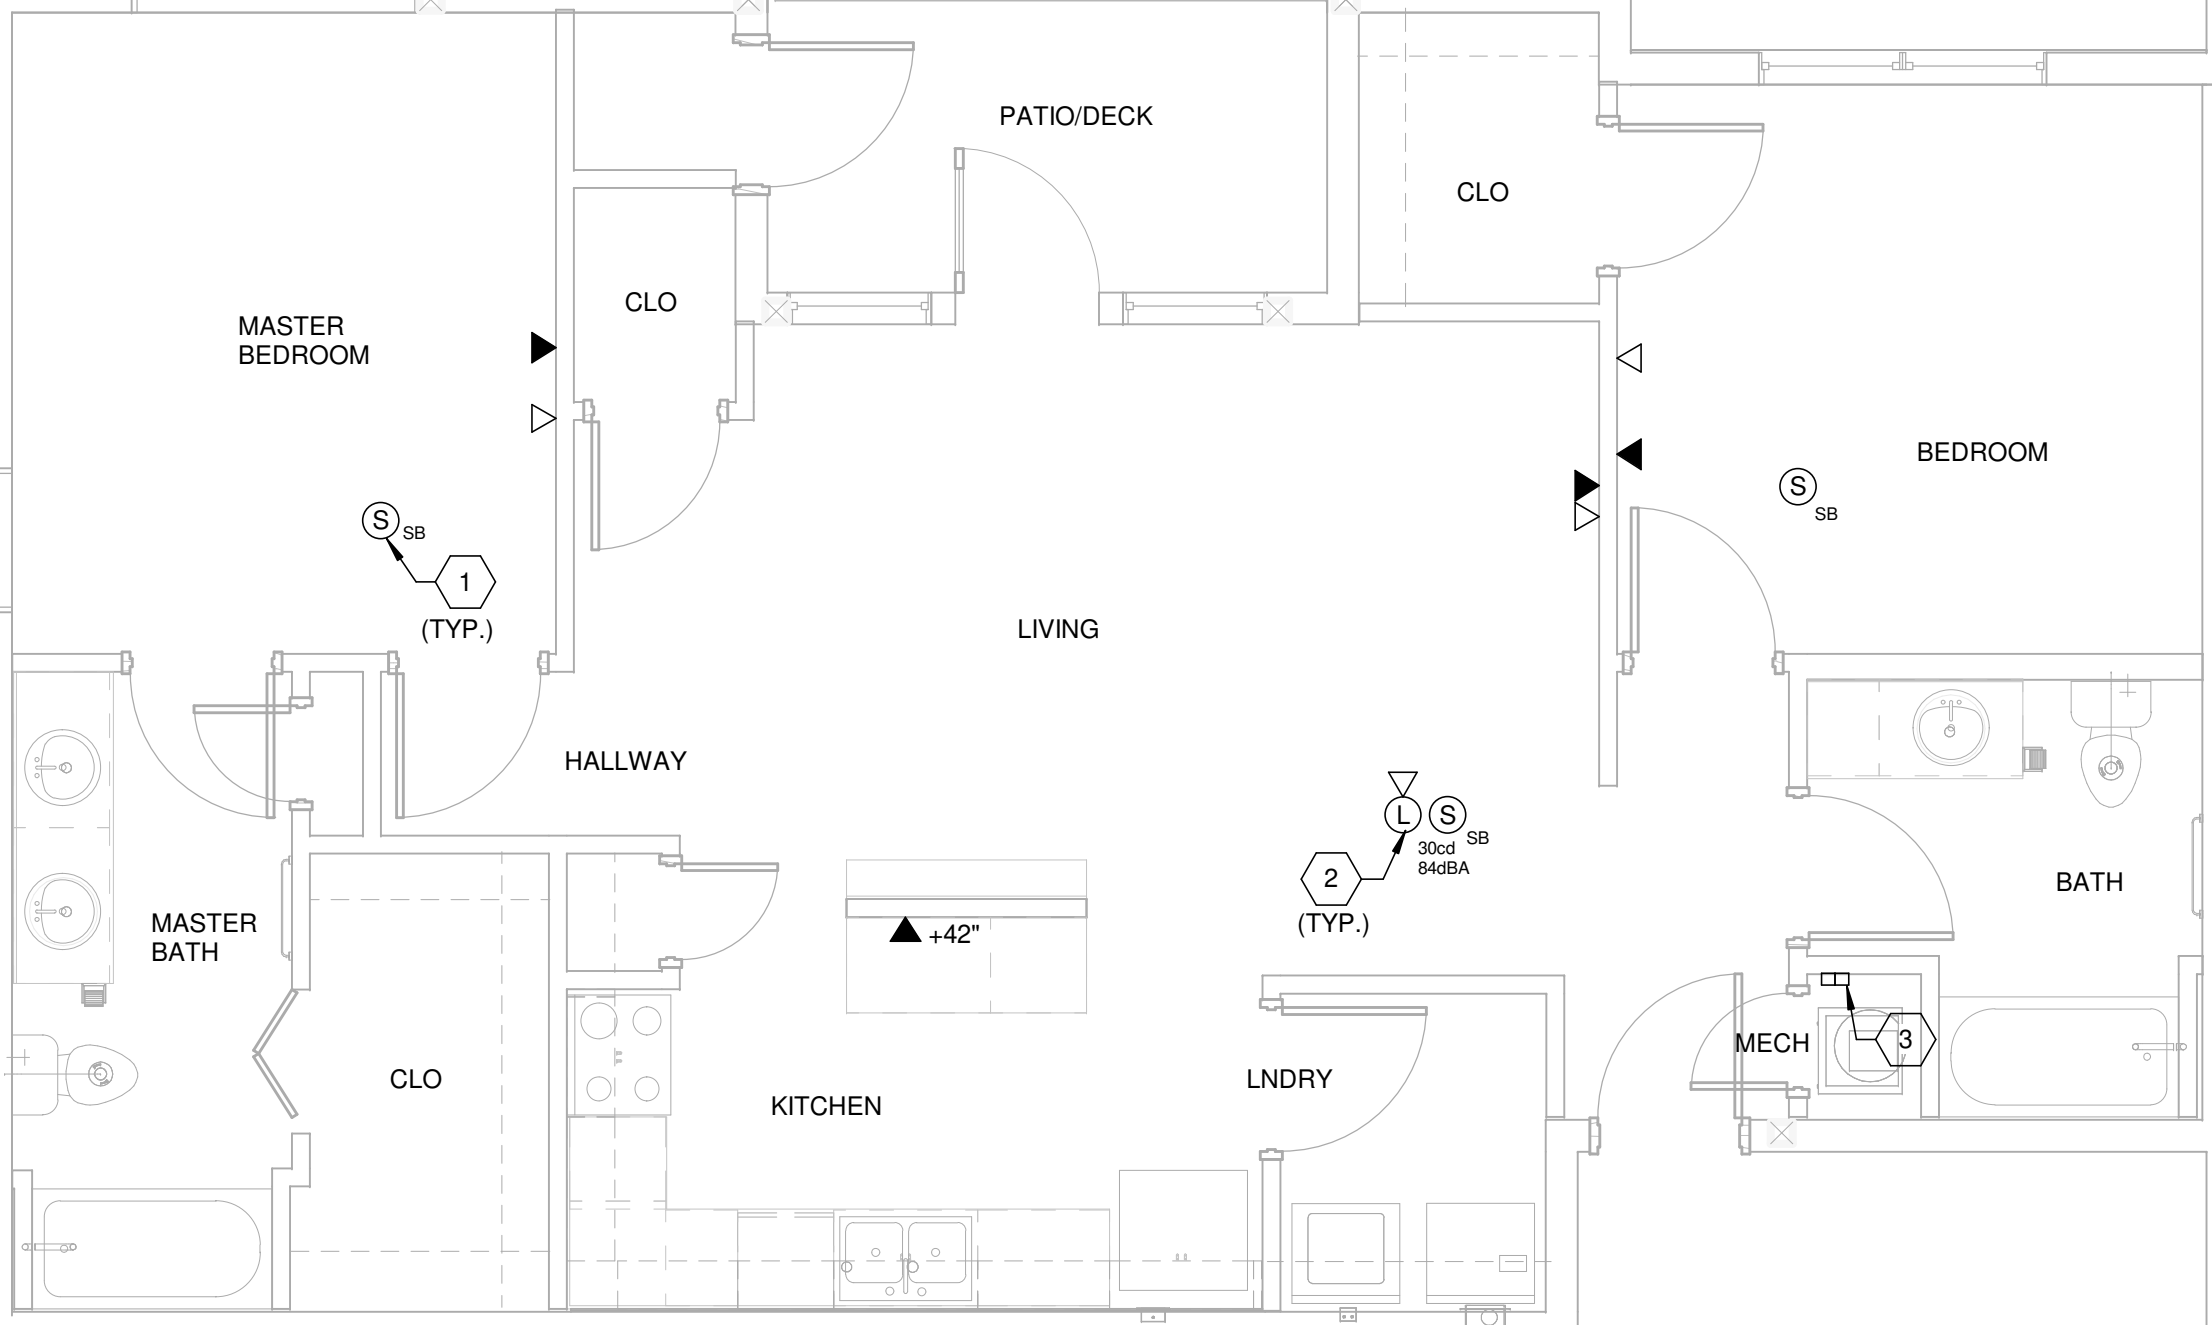 PATIO/DECK
CLO
CLO
MASTER
BEDROOM
BEDROOM
S
SB
S
SB
1
(TYP.)
LIVING
HALLWAY
L
S
SB
30cd
84dBA
2
(TYP.)
BATH
MASTER
BATH
+42"
MECH
3
CLO
KITCHEN
LNDRY